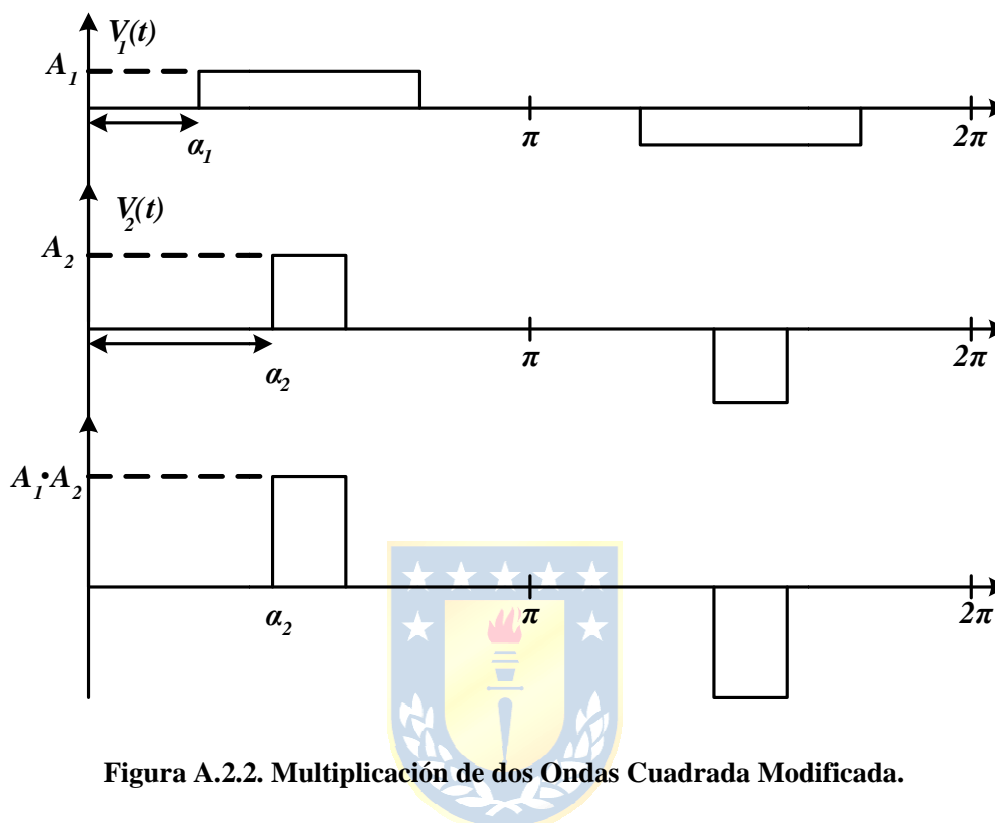 V₁(t)
A₁
α₁
π
2π
V₂(t)
A₂
α₂
π
2π
A₁·A₂
α₂
π
2π
Figura A.2.2. Multiplicación de dos Ondas Cuadrada Modificada.